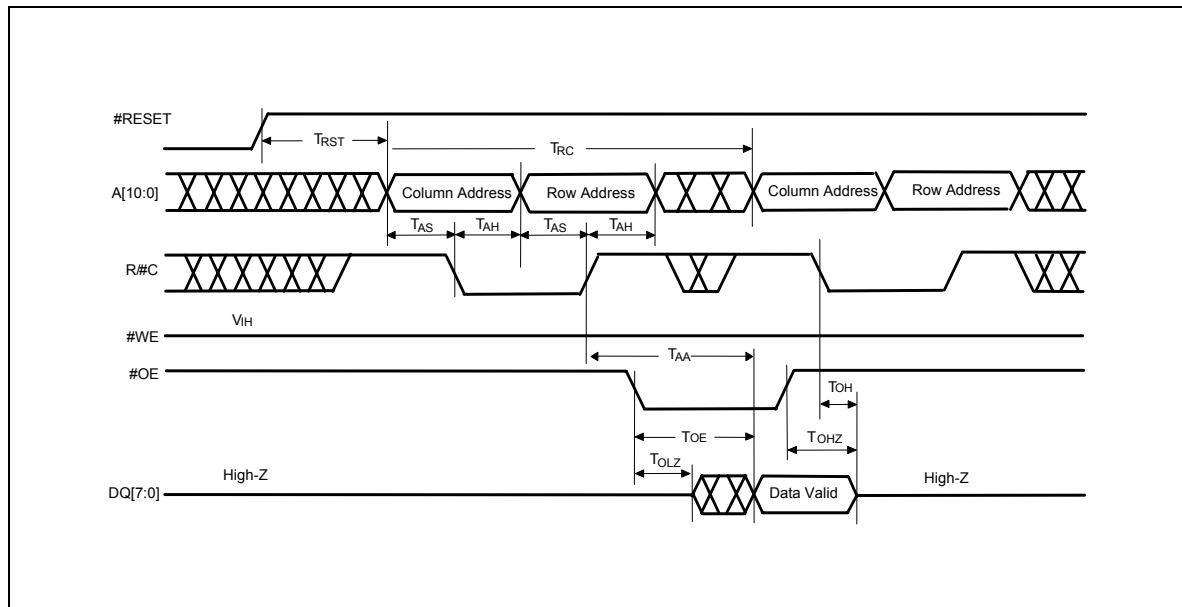 #RESET
TRST
TRC
A[10:0]
Column Address
Row Address
Column Address
Row Address
TAS
TAH
TAS
TAH
R/#C
VIH
#WE
TAA
#OE
TOH
TOE
TOHZ
TOLZ
High-Z
High-Z
DQ[7:0]
Data Valid